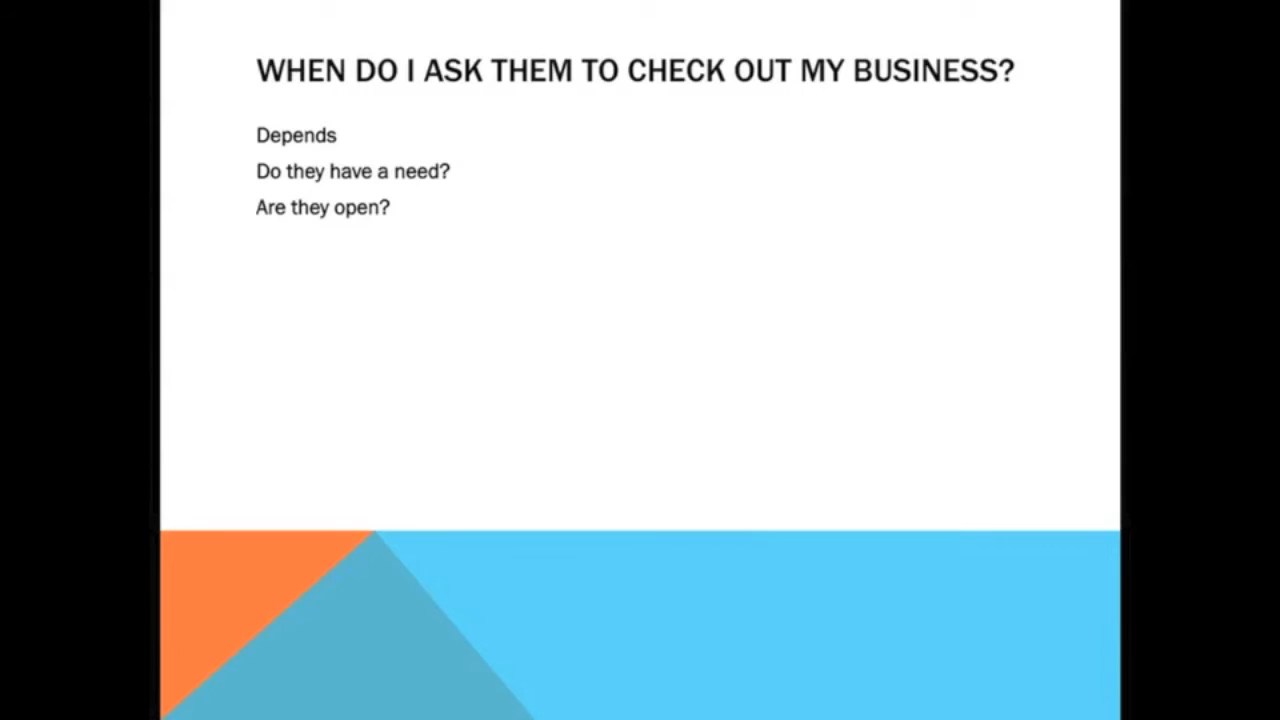 WHEN DO I ASK THEM TO CHECK OUT MY BUSINESS?
Depends
Do they have a need?
Are they open?